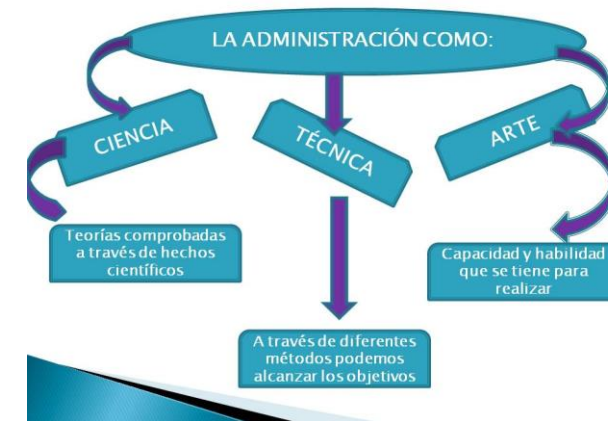 LA ADMINISTRACIÓN COMO:
CIENCIA
TÉCNICA
ARTE
Teorías comprobadas
a través de hechos
científicos
A través de diferentes
métodos podemos
alcanzar los objetivos
Capacidad y habilidad
que se tiene para
realizar